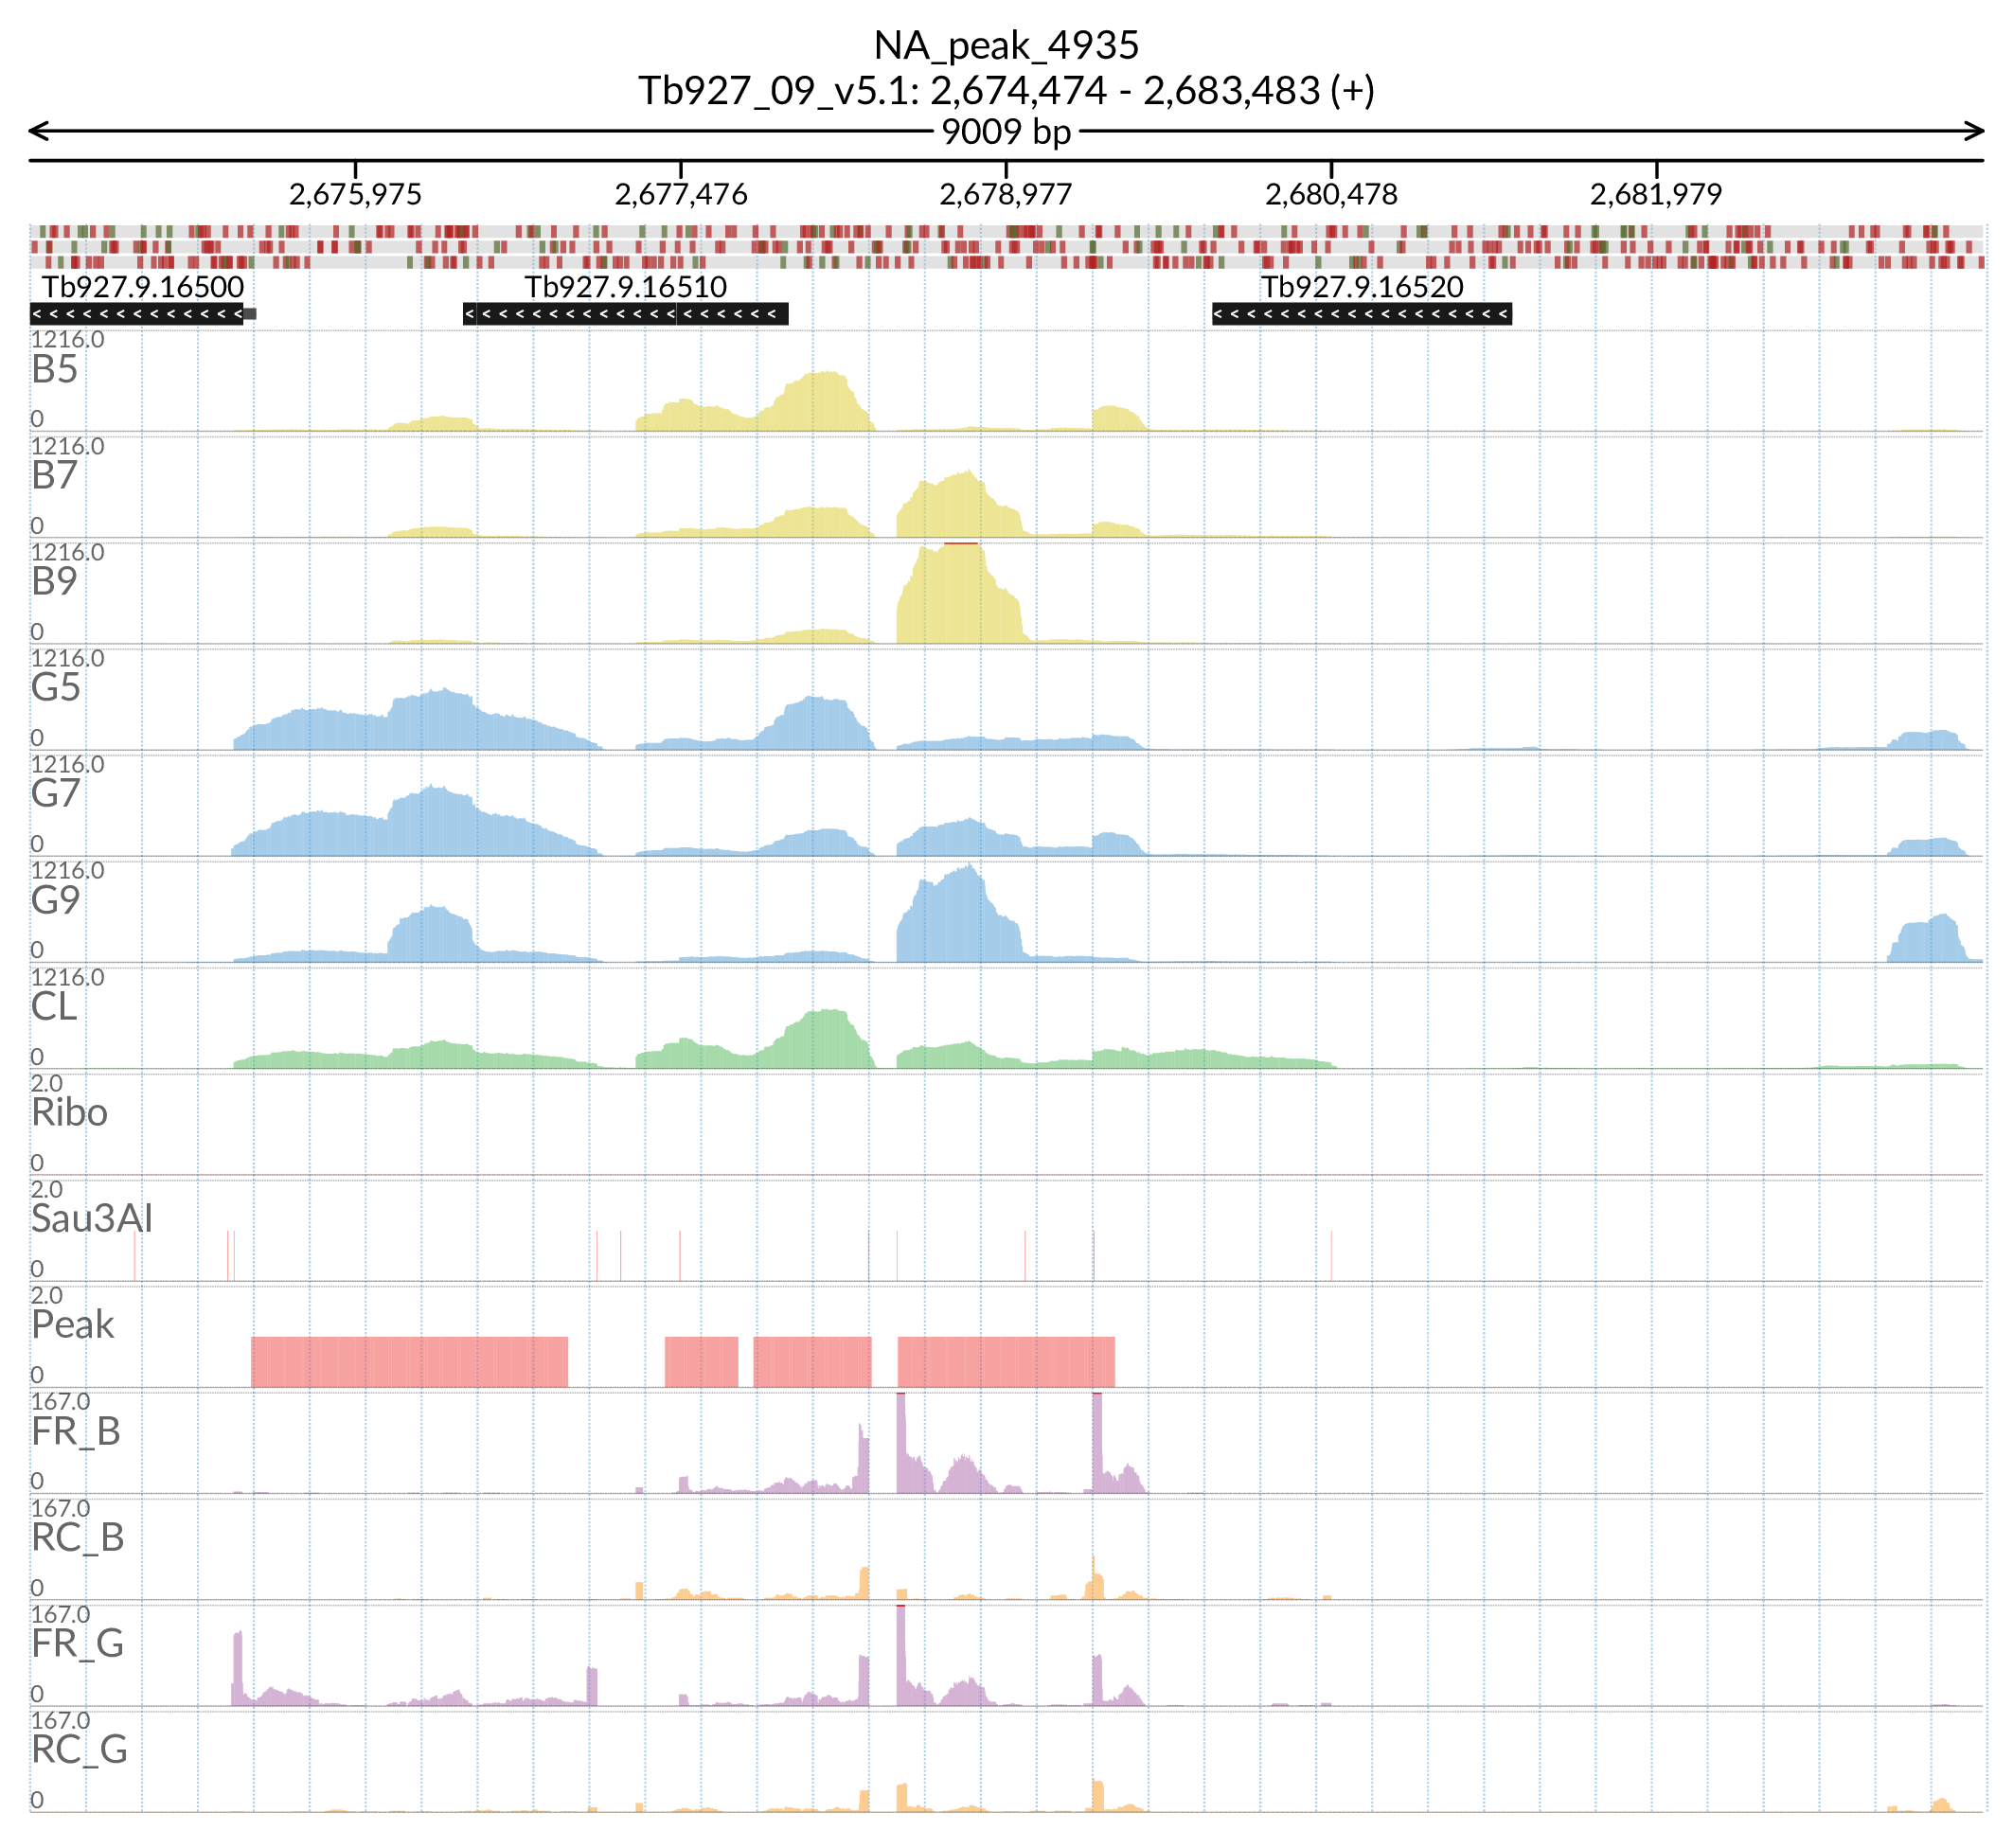 NA_peak_4935
Tb927_09_v5.1: 2,674,474 - 2,683,483 (+)
9009 bp
2,675,975 2,677,476 2,678,977 2,680,478 2,681,979
Tb927.9.16500 Tb927.9.16510 Tb927.9.16520
1216.0
B5
0
1216.0
B7
0
1216.0
B9
0
1216.0
G5
0
1216.0
G7
0
1216.0
G9
0
1216.0
CL
0
2.0
Ribo
0
2.0
Sau3AI
0
2.0
Peak
0
167.0
FR_B
0
167.0
RC_B
0
167.0
FR_G
0
167.0
RC_G
0